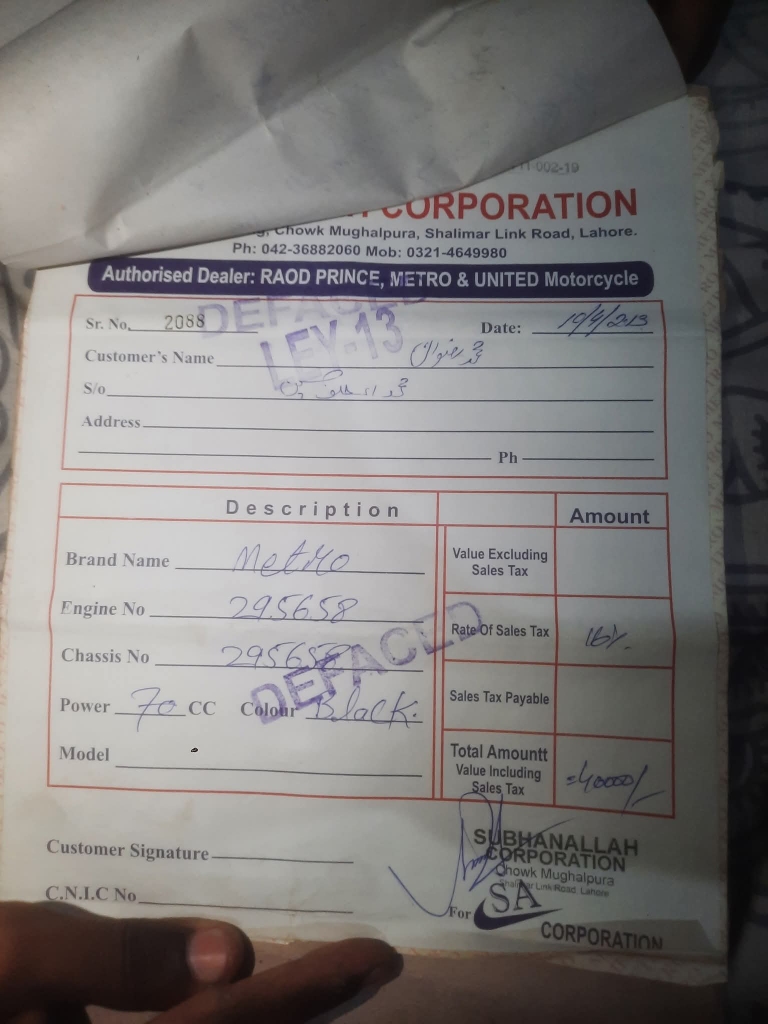 11-002-19
CORPORATION
Chowk Mughalpura, Shalimar Link Road, Lahore.
Ph: 042-36882060 Mob: 0321-4649980
Authorised Dealer: RAOD PRINCE, METRO & UNITED Motorcycle
DEFACED
LEY-13
Sr. No. 2088 Date: 19/4/2013
Customer's Name محمد رضوان
S/o محمد
Address
Ph
Description Amount
Brand Name Metro
Value Excluding
Sales Tax
Engine No 295658
Rate Of Sales Tax 16%
Chassis No 295658
DEFACED
Power 70 CC Colour Black.
Sales Tax Payable
Model
Total Amountt
Value Including
Sales Tax
=40000/-
Customer Signature
C.N.I.C No
SUBHANALLAH
CORPORATION
Chowk Mughalpura
Shalimar Link Road, Lahore
For SA
CORPORATION